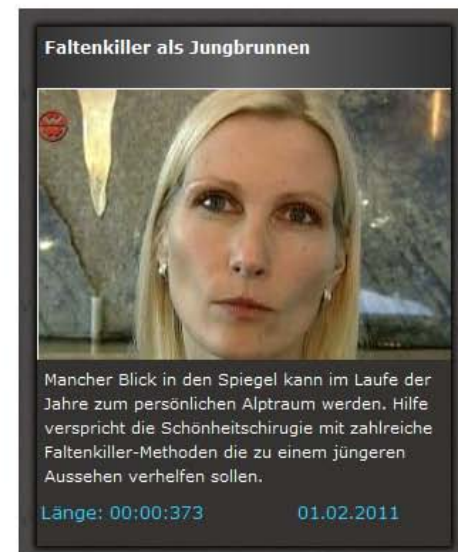 Faltenkiller als Jungbrunnen
Mancher Blick in den Spiegel kann im Laufe der
Jahre zum persönlichen Alptraum werden. Hilfe
verspricht die Schönheitschirugie mit zahlreiche
Faltenkiller-Methoden die zu einem jüngeren
Aussehen verhelfen sollen.
Länge: 00:00:373 01.02.2011